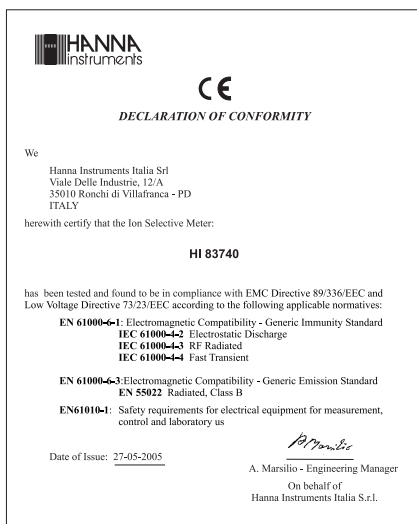 HANNA
instruments
CE
DECLARATION OF CONFORMITY
We
Hanna Instruments Italia Srl
Viale Delle Industrie, 12/A
35010 Ronchi di Villafranca - PD
ITALY
herewith certify that the Ion Selective Meter:
HI 83740
has been tested and found to be in compliance with EMC Directive 89/336/EEC and
Low Voltage Directive 73/23/EEC according to the following applicable normatives:
EN 61000-6-1: Electromagnetic Compatibility - Generic Immunity Standard
IEC 61000-4-2 Electrostatic Discharge
IEC 61000-4-3 RF Radiated
IEC 61000-4-4 Fast Transient
EN 61000-6-3:Electromagnetic Compatibility - Generic Emission Standard
EN 55022 Radiated, Class B
EN61010-1: Safety requirements for electrical equipment for measurement,
control and laboratory us
Date of Issue: 27-05-2005
A Marsilio
A. Marsilio - Engineering Manager
On behalf of
Hanna Instruments Italia S.r.l.